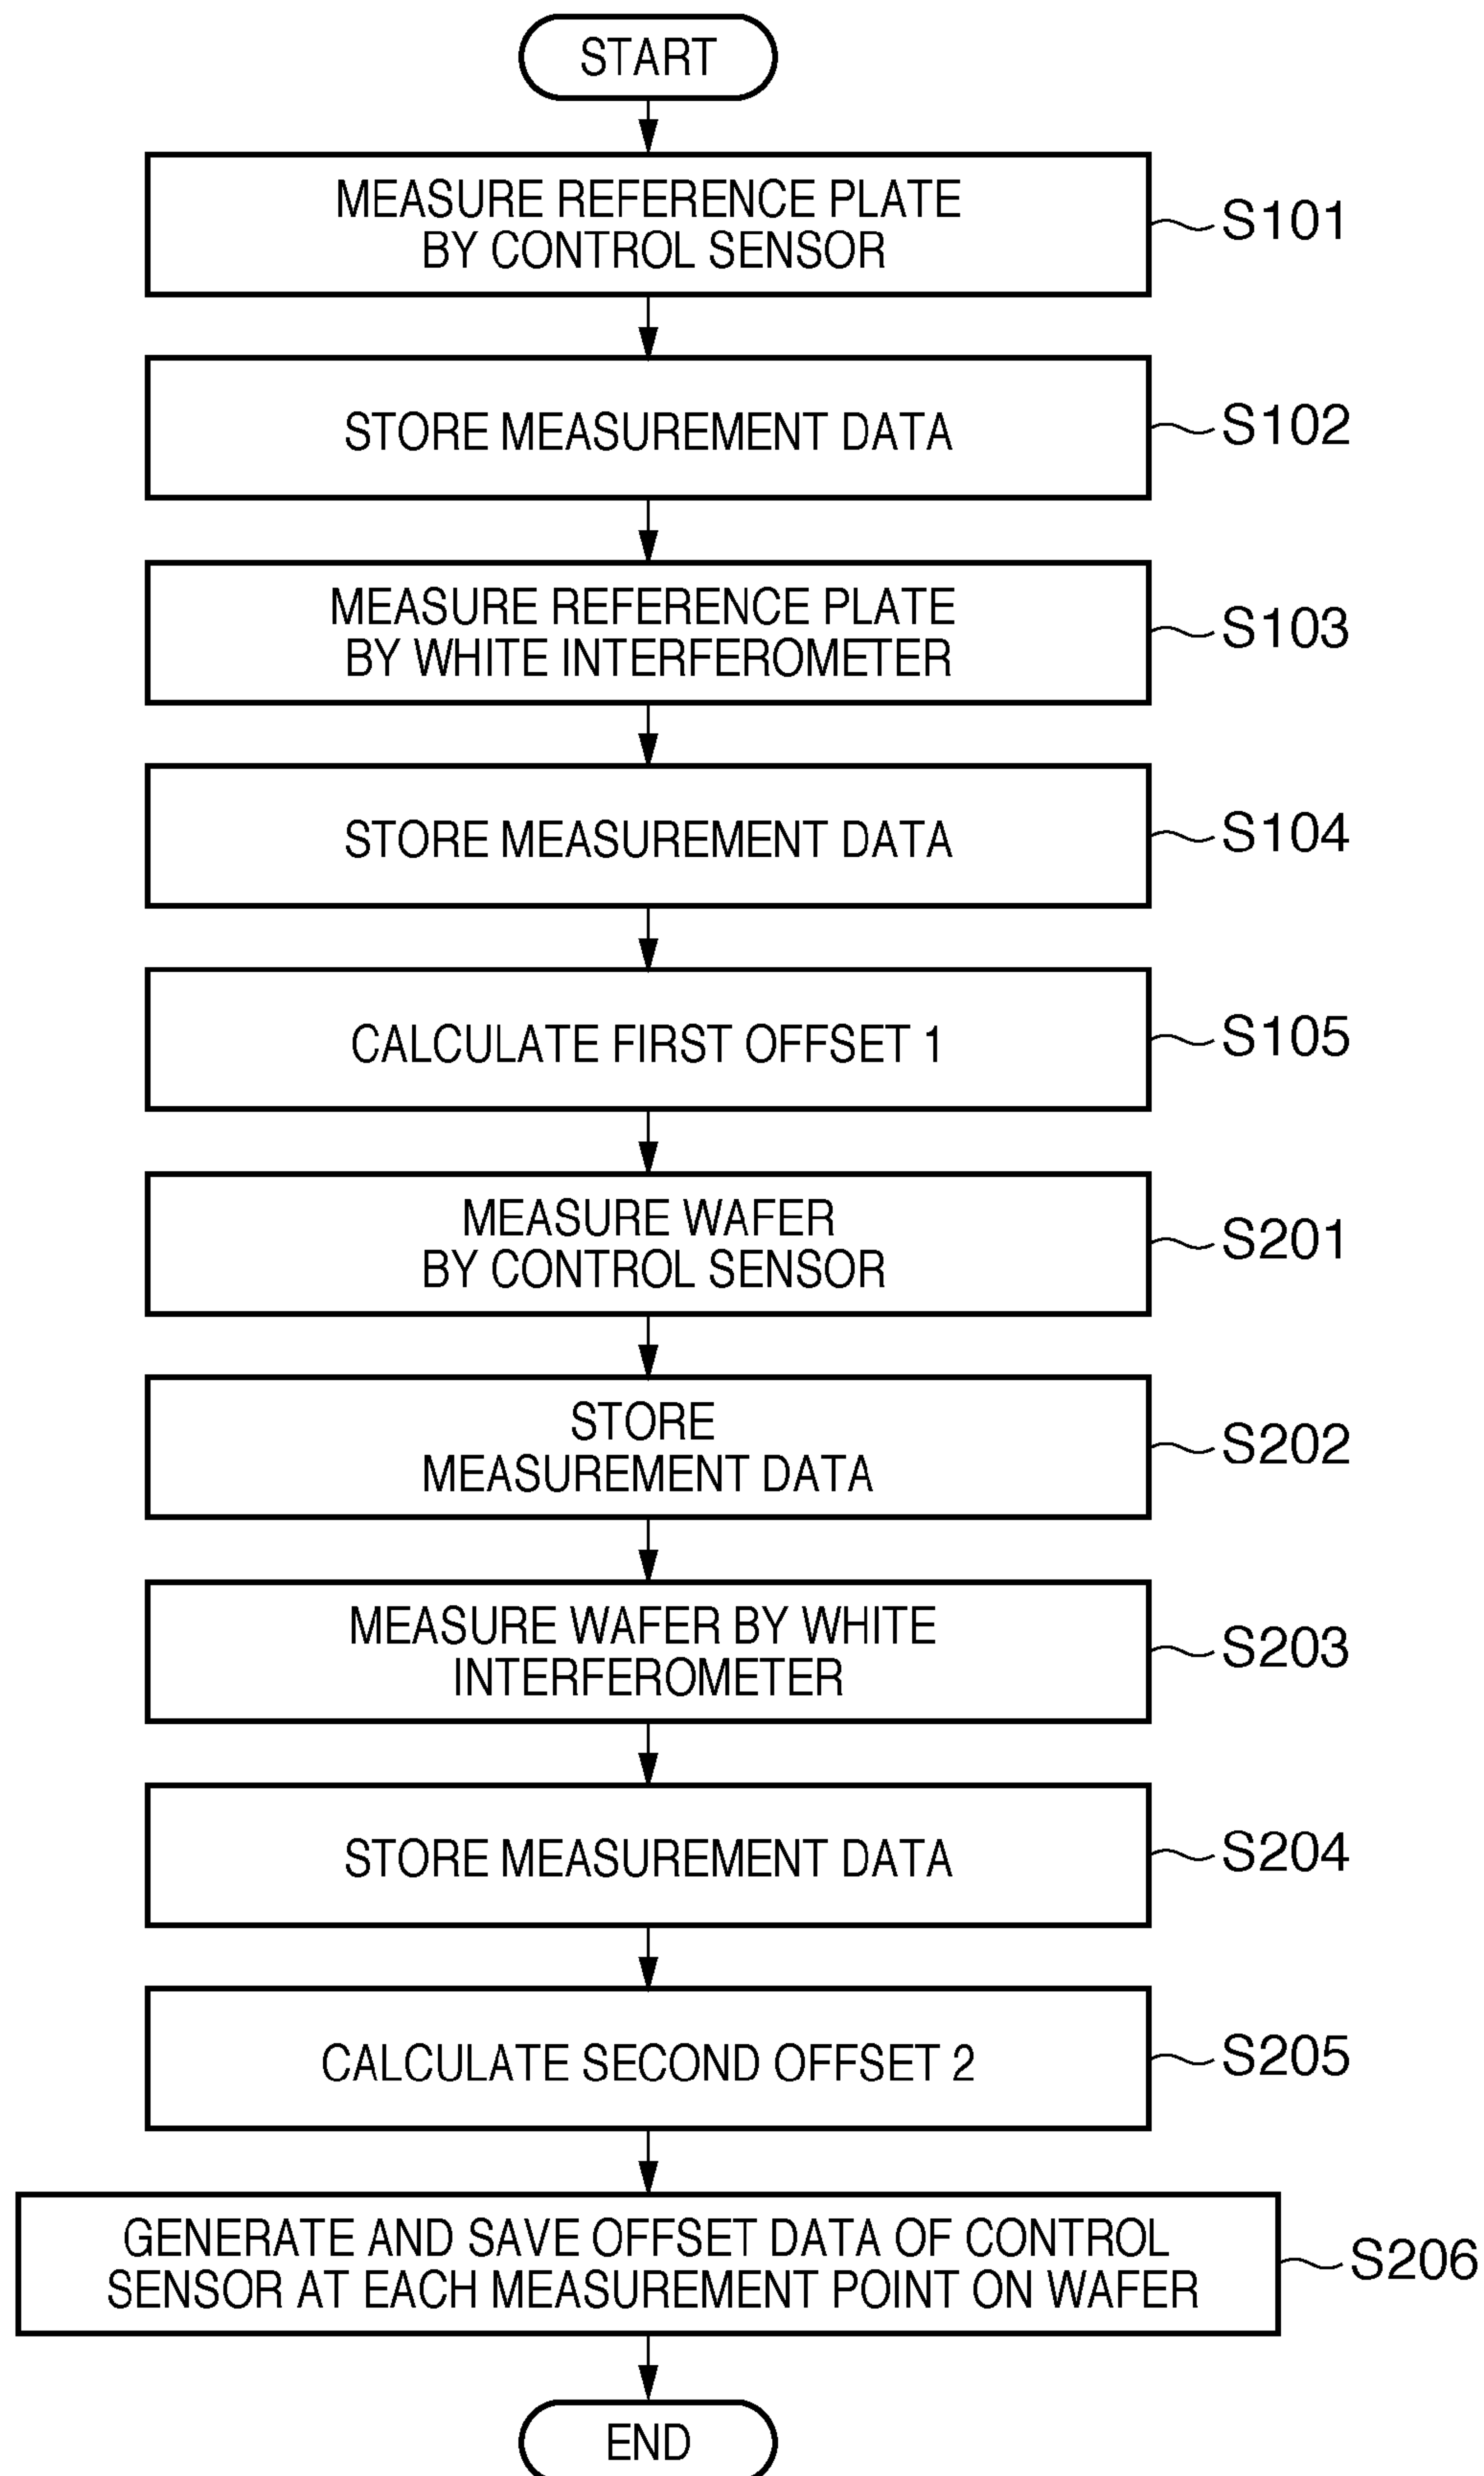 START
MEASURE REFERENCE PLATE
BY CONTROL SENSOR
S101
STORE MEASUREMENT DATA
S102
MEASURE REFERENCE PLATE
BY WHITE INTERFEROMETER
S103
STORE MEASUREMENT DATA
S104
CALCULATE FIRST OFFSET 1
S105
MEASURE WAFER
BY CONTROL SENSOR
S201
STORE
MEASUREMENT DATA
S202
MEASURE WAFER BY WHITE
INTERFEROMETER
S203
STORE MEASUREMENT DATA
S204
CALCULATE SECOND OFFSET 2
S205
GENERATE AND SAVE OFFSET DATA OF CONTROL
SENSOR AT EACH MEASUREMENT POINT ON WAFER
S206
END